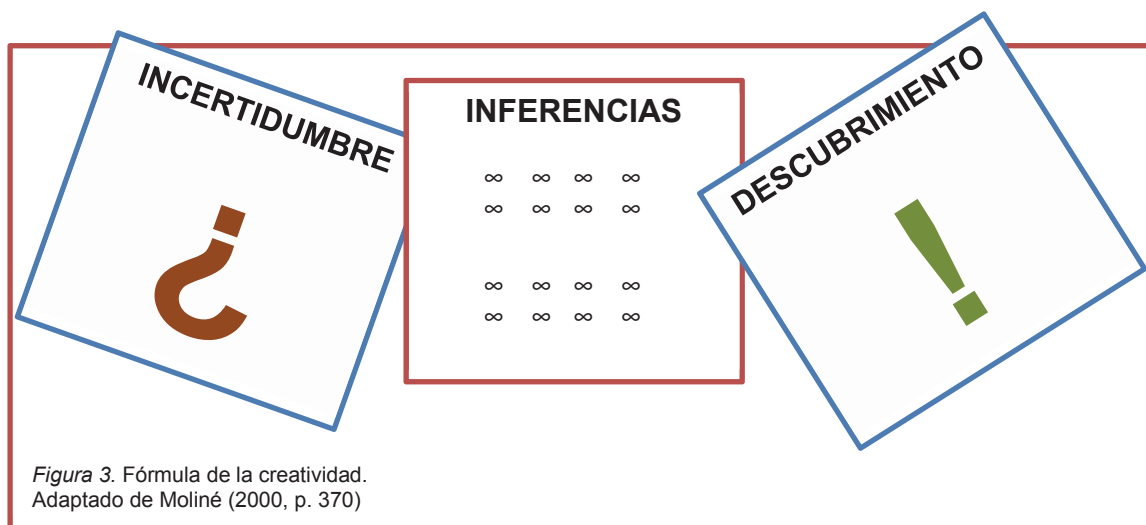 INCERTIDUMBRE
¿
INFERENCIAS
∞ ∞ ∞ ∞
∞ ∞ ∞ ∞
∞ ∞ ∞ ∞
∞ ∞ ∞ ∞
DESCUBRIMIENTO
!
Figura 3. Fórmula de la creatividad.
Adaptado de Moliné (2000, p. 370)